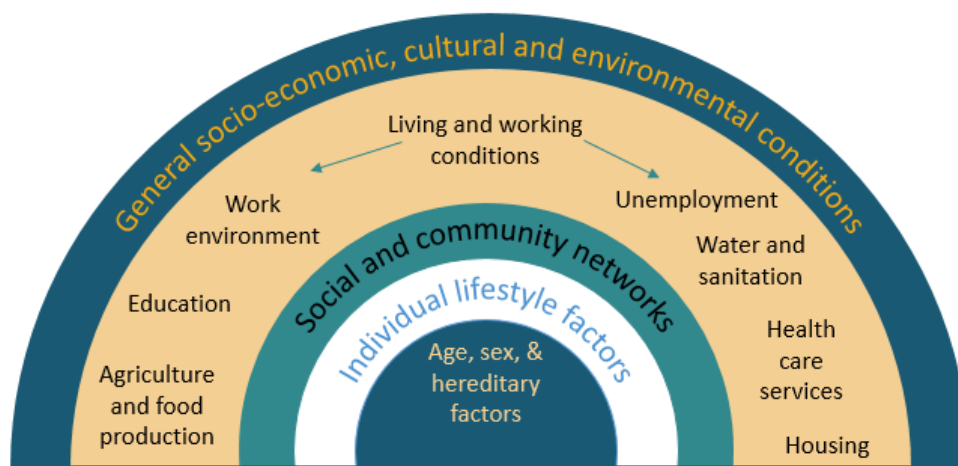 General socio-economic, cultural and environmental conditions
Living and working
conditions
Work
environment
Unemployment
Education
Water and
sanitation
Agriculture
and food
production
Health
care
services
Housing
Social and community networks
Individual lifestyle factors
Age, sex, &
hereditary
factors